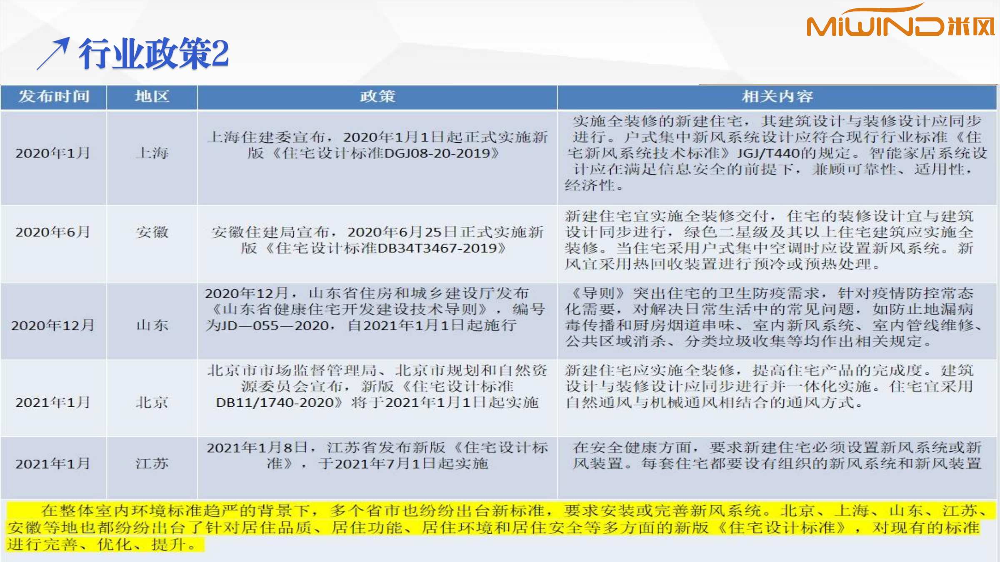 MiWIND米风
行业政策2
发布时间 地区 政策 相关内容
2020年1月 上海
上海住建委宣布，2020年1月1日起正式实施新
版《住宅设计标准DGJ08-20-2019》
实施全装修的新建住宅，其建筑设计与装修设计应同步
进行。户式集中新风系统设计应符合现行行业标准《住
宅新风系统技术标准》JGJ/T440的规定。智能家居系统设
计应在满足信息安全的前提下，兼顾可靠性、适用性，
经济性。
2020年6月 安徽
安徽住建局宣布，2020年6月25日正式实施新
版《住宅设计标准DB34T3467-2019》
新建住宅宜实施全装修交付，住宅的装修设计宜与建筑
设计同步进行，绿色二星级及其以上住宅建筑应实施全
装修。当住宅采用户式集中空调时应设置新风系统。新
风宜采用热回收装置进行预冷或预热处理。
2020年12月 山东
2020年12月，山东省住房和城乡建设厅发布
《山东省健康住宅开发建设技术导则》，编号
为JD—055—2020，自2021年1月1日起施行
《导则》突出住宅的卫生防疫需求，针对疫情防控常态
化需要，对解决日常生活中的常见问题，如防止地漏病
毒传播和厨房烟道串味、室内新风系统、室内管线维修、
公共区域消杀、分类垃圾收集等均作出相关规定。
2021年1月 北京
北京市市场监督管理局、北京市规划和自然资
源委员会宣布，新版《住宅设计标准
DB11/1740-2020》将于2021年1月1日起实施
新建住宅应实施全装修，提高住宅产品的完成度。建筑
设计与装修设计应同步进行并一体化实施。住宅宜采用
自然通风与机械通风相结合的通风方式。
2021年1月 江苏
2021年1月8日，江苏省发布新版《住宅设计标
准》，于2021年7月1日起实施
在安全健康方面，要求新建住宅必须设置新风系统或新
风装置。每套住宅都要设有组织的新风系统和新风装置
在整体室内环境标准趋严的背景下，多个省市也纷纷出台新标准，要求安装或完善新风系统。北京、上海、山东、江苏、
安徽等地也都纷纷出台了针对居住品质、居住功能、居住环境和居住安全等多方面的新版《住宅设计标准》，对现有的标准
进行完善、优化、提升。